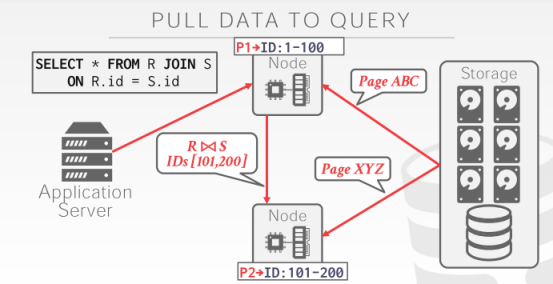 PULL DATA TO QUERY
P1→ID:1-100
SELECT * FROM R JOIN S
ON R.id = S.id
Node
Storage
Page ABC
R ⋈ S
IDs [101,200]
Page XYZ
Application
Server
Node
P2→ID:101-200